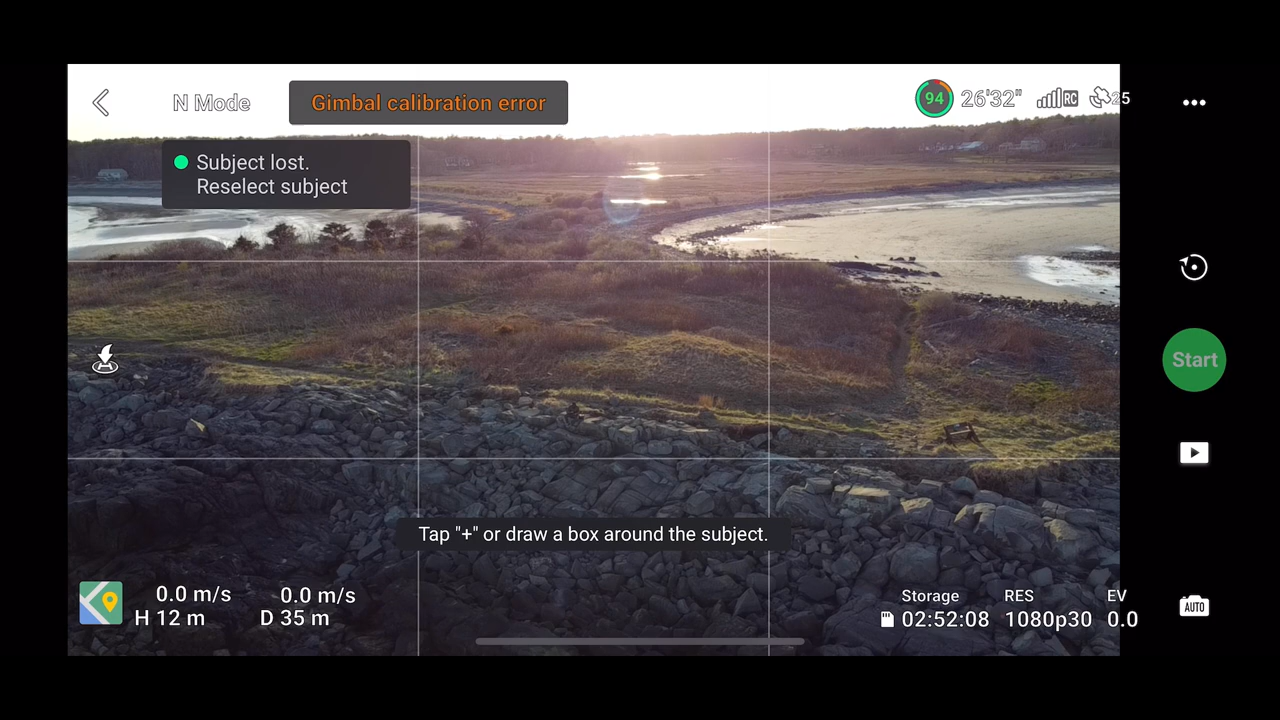 N Mode
Gimbal calibration error
94
26'32"
RC
25
Subject lost.
Reselect subject
Start
Tap "+" or draw a box around the subject.
0.0 m/s
0.0 m/s
H 12 m
D 35 m
Storage
RES
EV
02:52:08
1080p30
0.0
AUTO